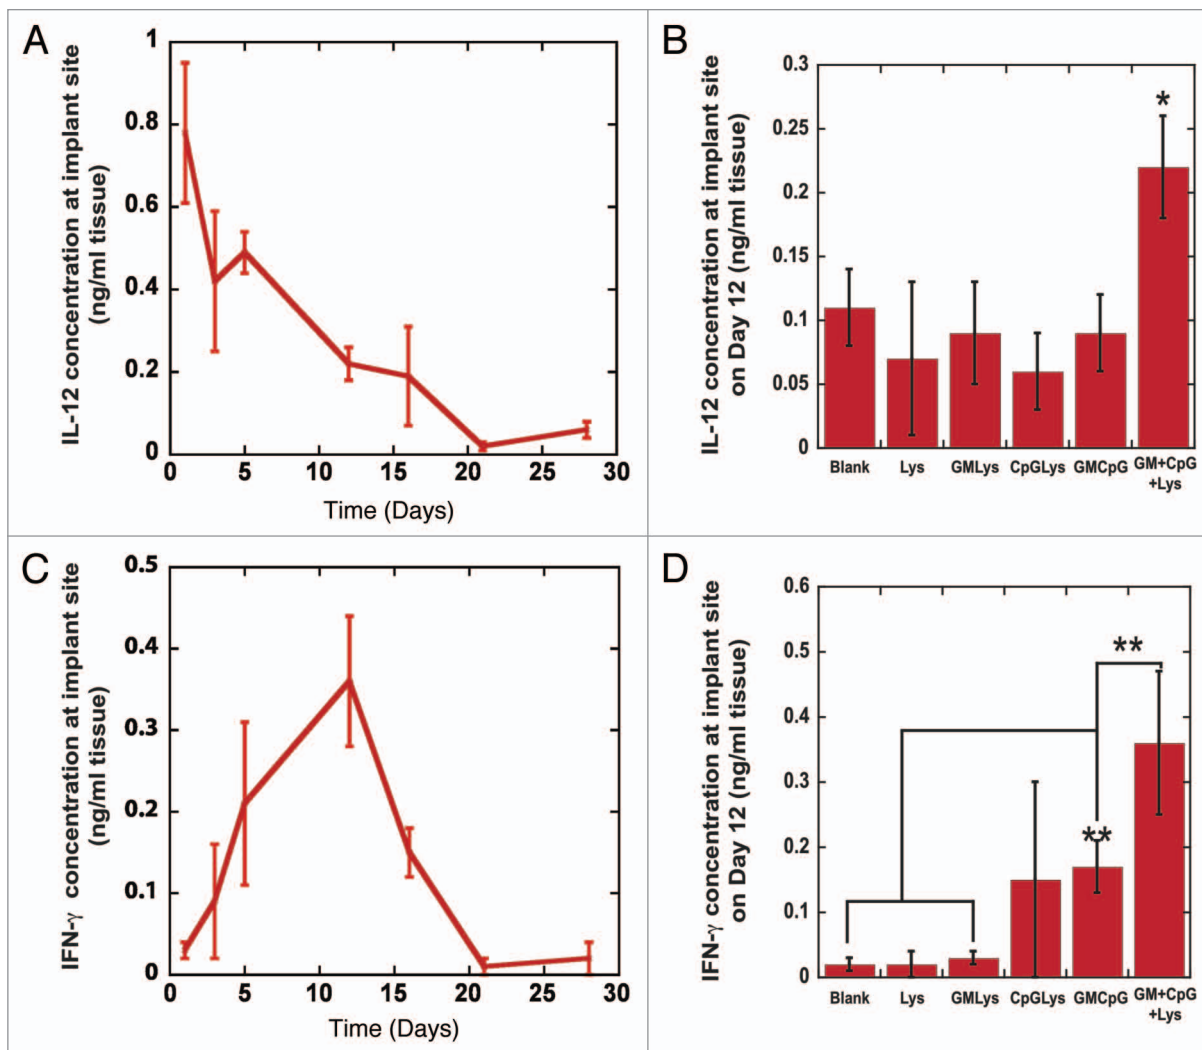 A
IL-12 concentration at implant site
(ng/ml tissue)
1
0.8
0.6
0.4
0.2
0
0 5 10 15 20 25 30
Time (Days)
B
IL-12 concentration at implant site
on Day 12 (ng/ml tissue)
0.3
0.25
0.2
0.15
0.1
0.05
0
*
Blank Lys GMLys CpGLys GMCpG GM+CpG
+Lys
C
IFN-γ concentration at implant site
(ng/ml tissue)
0.5
0.4
0.3
0.2
0.1
0
0 5 10 15 20 25 30
Time (Days)
D
IFN-γ concentration at implant site
on Day 12 (ng/ml tissue)
0.6
0.5
0.4
0.3
0.2
0.1
0
**
**
Blank Lys GMLys CpGLys GMCpG GM+CpG
+Lys